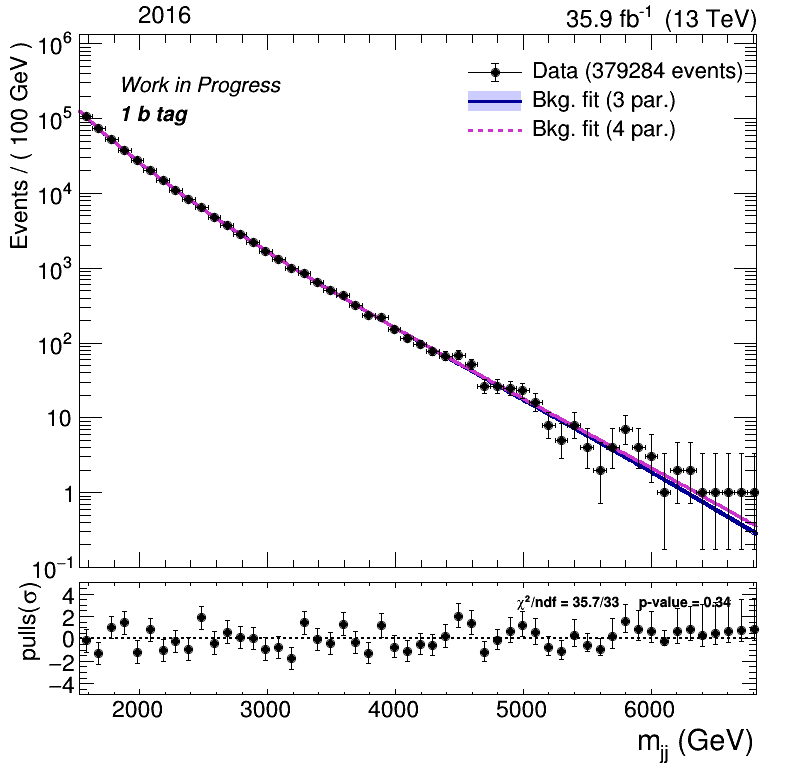 2016
35.9 fb⁻¹ (13 TeV)
Events / ( 100 GeV )
10⁶
10⁵
10⁴
10³
10²
10
1
10⁻¹
Work in Progress
1 b tag
Data (379284 events)
Bkg. fit (3 par.)
Bkg. fit (4 par.)
pulls(σ)
4
2
0
−2
−4
χ²/ndf = 35.7/33 p-value = 0.34
2000 3000 4000 5000 6000
m_jj (GeV)